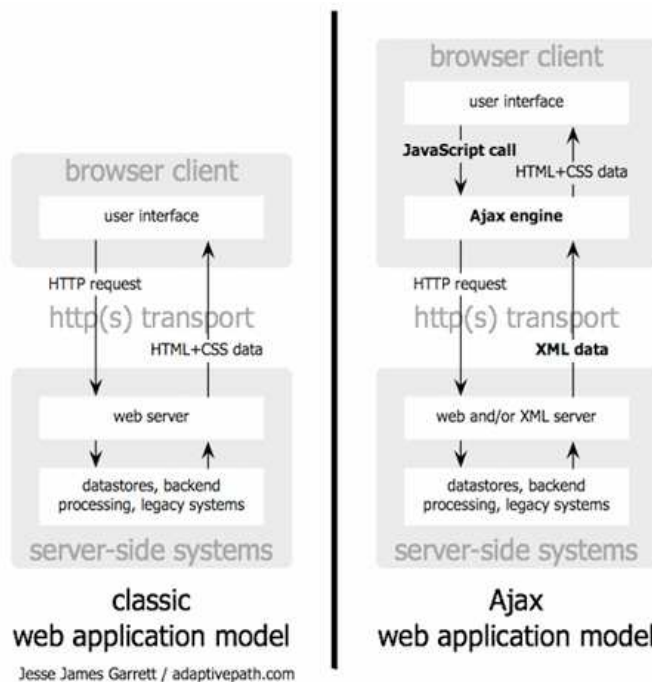 browser client
user interface
HTTP request
http(s) transport
HTML+CSS data
web server
datastores, backend
processing, legacy systems
server-side systems
classic
web application model
Jesse James Garrett / adaptivepath.com
browser client
user interface
JavaScript call
HTML+CSS data
Ajax engine
HTTP request
http(s) transport
XML data
web and/or XML server
datastores, backend
processing, legacy systems
server-side systems
Ajax
web application model